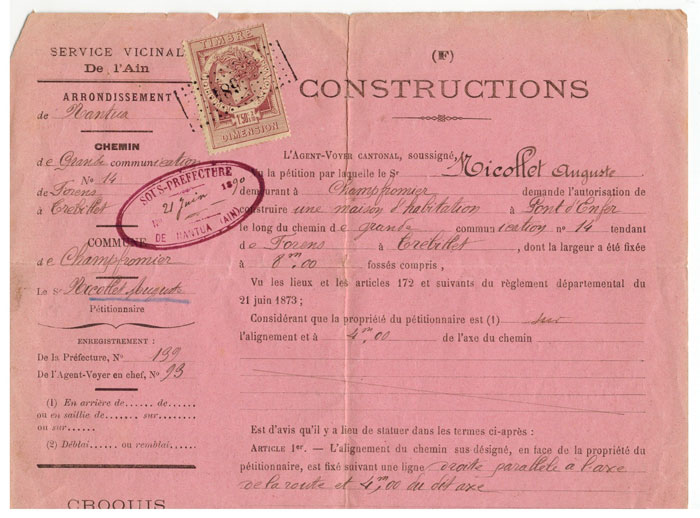 SERVICE VICINAL
De l'Ain
ARRONDISSEMENT
de Nantua
CHEMIN
de Grande communication
No 14
de Forens
à Trébillet
COMMUNE
de Champfromier
Le Sr Nicollet Auguste
Pétitionnaire
ENREGISTREMENT :
De la Préfecture, No 199
De l'Agent-Voyer en chef, No 93
(1) En arrière de...... de......
ou en saillie de....... sur.......
ou sur.....
(2) Déblai..... ou remblai....
CROQUIS
TIMBRE
1f50c
DIMENSION
SOUS-PRÉFECTURE
21 Juin 1890
No
DE NANTUA (AIN)
(F)
CONSTRUCTIONS
L'AGENT-VOYER CANTONAL, soussigné,
Vu la pétition par laquelle le Sr Nicollet Auguste
demeurant à Champfromier demande l'autorisation de
construire une maison d'habitation à Pont d'Enfer
le long du chemin de grande communication no 14 tendant
de Forens à Trébillet, dont la largeur a été fixée
à 8m,00 fossés compris,
Vu les lieux et les articles 172 et suivants du règlement départemental du
21 juin 1873 ;
Considérant que la propriété du pétitionnaire est (1) sur
l'alignement et à 4m,00 de l'axe du chemin
Est d'avis qu'il y a lieu de statuer dans les termes ci-après :
ARTICLE 1er. — L'alignement du chemin sus-désigné, en face de la propriété du
pétitionnaire, est fixé suivant une ligne droite parallèle à l'axe
de la route et 4m,00 du dit axe